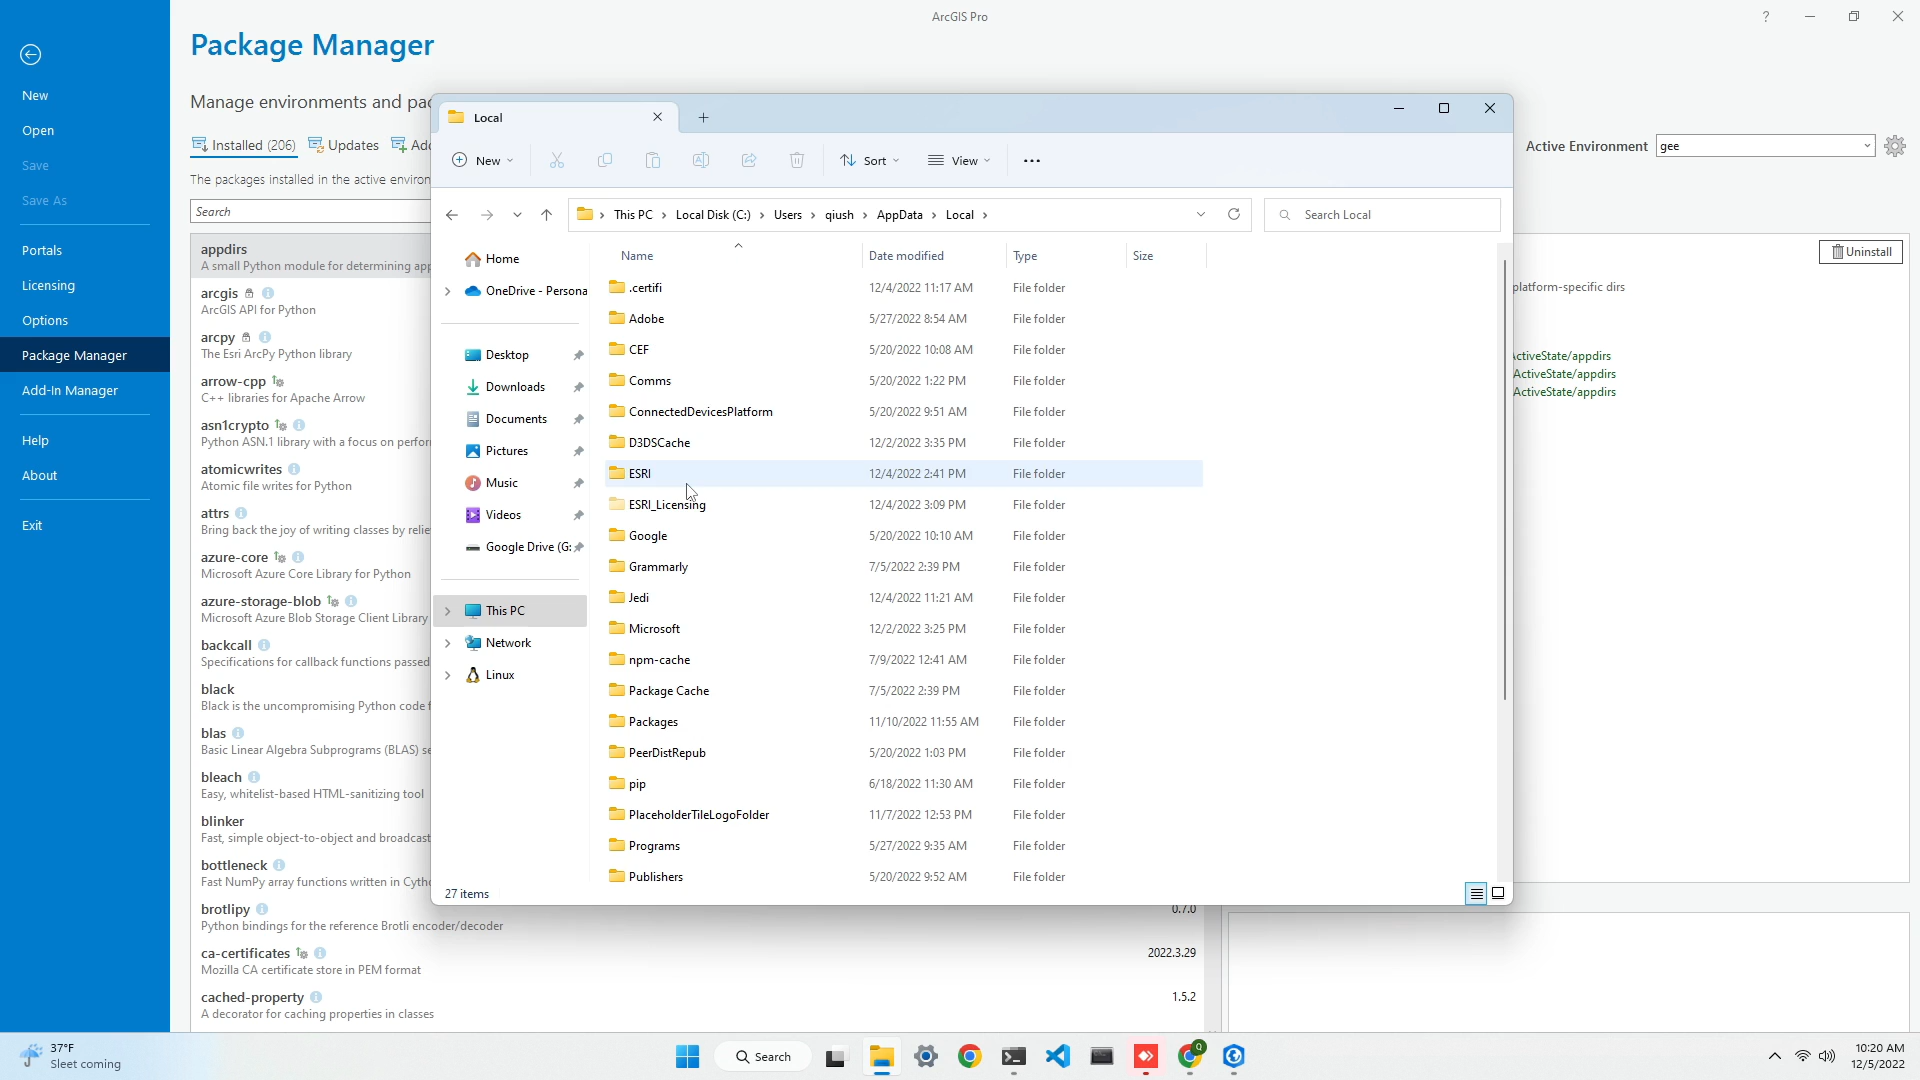 ArcGIS Pro
?
Package Manager
New
Open
Save
Save As
Portals
Licensing
Options
Package Manager
Add-In Manager
Help
About
Exit
Manage environments and pac
Installed (206)
Updates
Add
The packages installed in the active environ
Search
Active Environment
gee
Uninstall
appdirs
A small Python module for determining app
arcgis
ArcGIS API for Python
arcpy
The Esri ArcPy Python library
arrow-cpp
C++ libraries for Apache Arrow
asn1crypto
Python ASN.1 library with a focus on perfor
atomicwrites
Atomic file writes for Python
attrs
Bring back the joy of writing classes by relie
azure-core
Microsoft Azure Core Library for Python
azure-storage-blob
Microsoft Azure Blob Storage Client Library
backcall
Specifications for callback functions passed
black
Black is the uncompromising Python code f
blas
Basic Linear Algebra Subprograms (BLAS) se
bleach
Easy, whitelist-based HTML-sanitizing tool
blinker
Fast, simple object-to-object and broadcast
bottleneck
Fast NumPy array functions written in Cytho
brotlipy
0.7.0
Python bindings for the reference Brotli encoder/decoder
ca-certificates
2022.3.29
Mozilla CA certificate store in PEM format
cached-property
1.5.2
A decorator for caching properties in classes
platform-specific dirs
ActiveState/appdirs
ActiveState/appdirs
ActiveState/appdirs
Local
New
Sort
View
This PC > Local Disk (C:) > Users > qiush > AppData > Local >
Search Local
Home
OneDrive - Persona
Desktop
Downloads
Documents
Pictures
Music
Videos
Google Drive (G:
This PC
Network
Linux
Name Date modified Type Size
.certifi 12/4/2022 11:17 AM File folder
Adobe 5/27/2022 8:54 AM File folder
CEF 5/20/2022 10:08 AM File folder
Comms 5/20/2022 1:22 PM File folder
ConnectedDevicesPlatform 5/20/2022 9:51 AM File folder
D3DSCache 12/2/2022 3:35 PM File folder
ESRI 12/4/2022 2:41 PM File folder
ESRI_Licensing 12/4/2022 3:09 PM File folder
Google 5/20/2022 10:10 AM File folder
Grammarly 7/5/2022 2:39 PM File folder
Jedi 12/4/2022 11:21 AM File folder
Microsoft 12/2/2022 3:25 PM File folder
npm-cache 7/9/2022 12:41 AM File folder
Package Cache 7/5/2022 2:39 PM File folder
Packages 11/10/2022 11:55 AM File folder
PeerDistRepub 5/20/2022 1:03 PM File folder
pip 6/18/2022 11:30 AM File folder
PlaceholderTileLogoFolder 11/7/2022 12:53 PM File folder
Programs 5/27/2022 9:35 AM File folder
Publishers 5/20/2022 9:52 AM File folder
27 items
37°F
Sleet coming
Search
Q
10:20 AM
12/5/2022